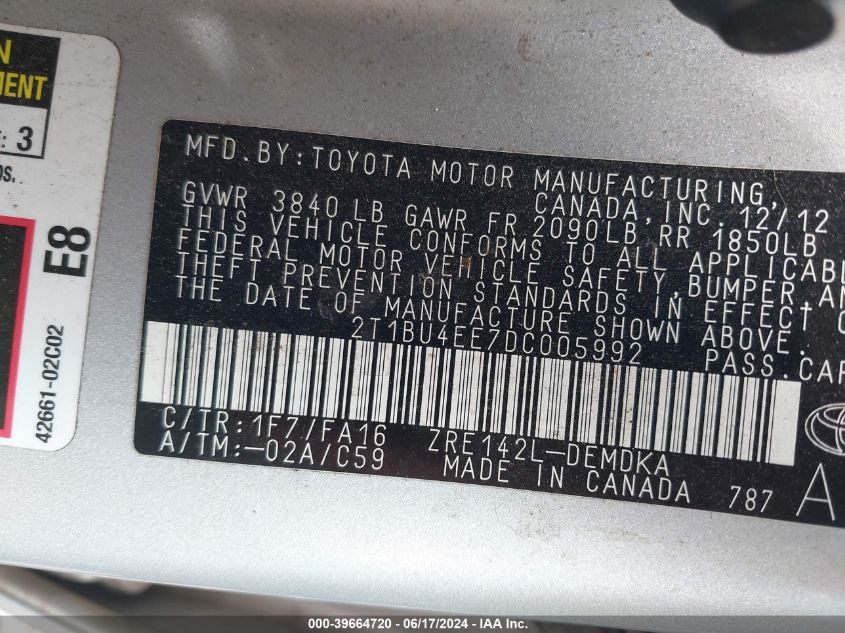 N
MENT
: 3
OS.
E8
42661-02C02
MFD. BY: TOYOTA MOTOR MANUFACTURING,
CANADA, INC. 12/12
GVWR 3840 LB GAWR FR 2090LB RR 1850LB
THIS VEHICLE CONFORMS TO ALL APPLICABL
FEDERAL MOTOR VEHICLE SAFETY, BUMPER, AN
THEFT PREVENTION STANDARDS IN EFFECT O
THE DATE OF MANUFACTURE SHOWN ABOVE.
2T1BU4EE7DC005992 PASS.CAR
C/TR:1F7/FA16 ZRE142L-DEMDKA
A/TM:-02A/C59 MADE IN CANADA 787 A
000-39664720 - 06/17/2024 - IAA, Inc.